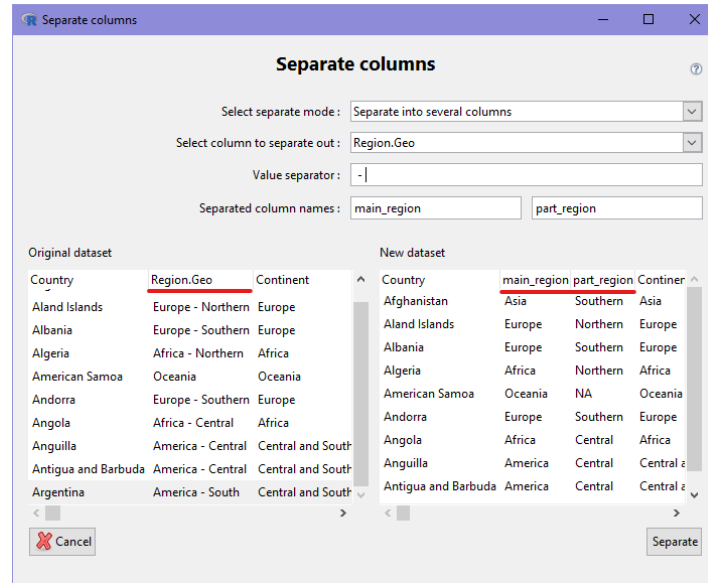 Separate columns
Separate columns
Select separate mode : Separate into several columns
Select column to separate out : Region.Geo
Value separator : -
Separated column names : main_region part_region
Original dataset
Country Region.Geo Continent
Aland Islands Europe - Northern Europe
Albania Europe - Southern Europe
Algeria Africa - Northern Africa
American Samoa Oceania Oceania
Andorra Europe - Southern Europe
Angola Africa - Central Africa
Anguilla America - Central Central and South
Antigua and Barbuda America - Central Central and South
Argentina America - South Central and South
New dataset
Country main_region part_region Continen
Afghanistan Asia Southern Asia
Aland Islands Europe Northern Europe
Albania Europe Southern Europe
Algeria Africa Northern Africa
American Samoa Oceania NA Oceania
Andorra Europe Southern Europe
Angola Africa Central Africa
Anguilla America Central Central a
Antigua and Barbuda America Central Central a
Cancel
Separate